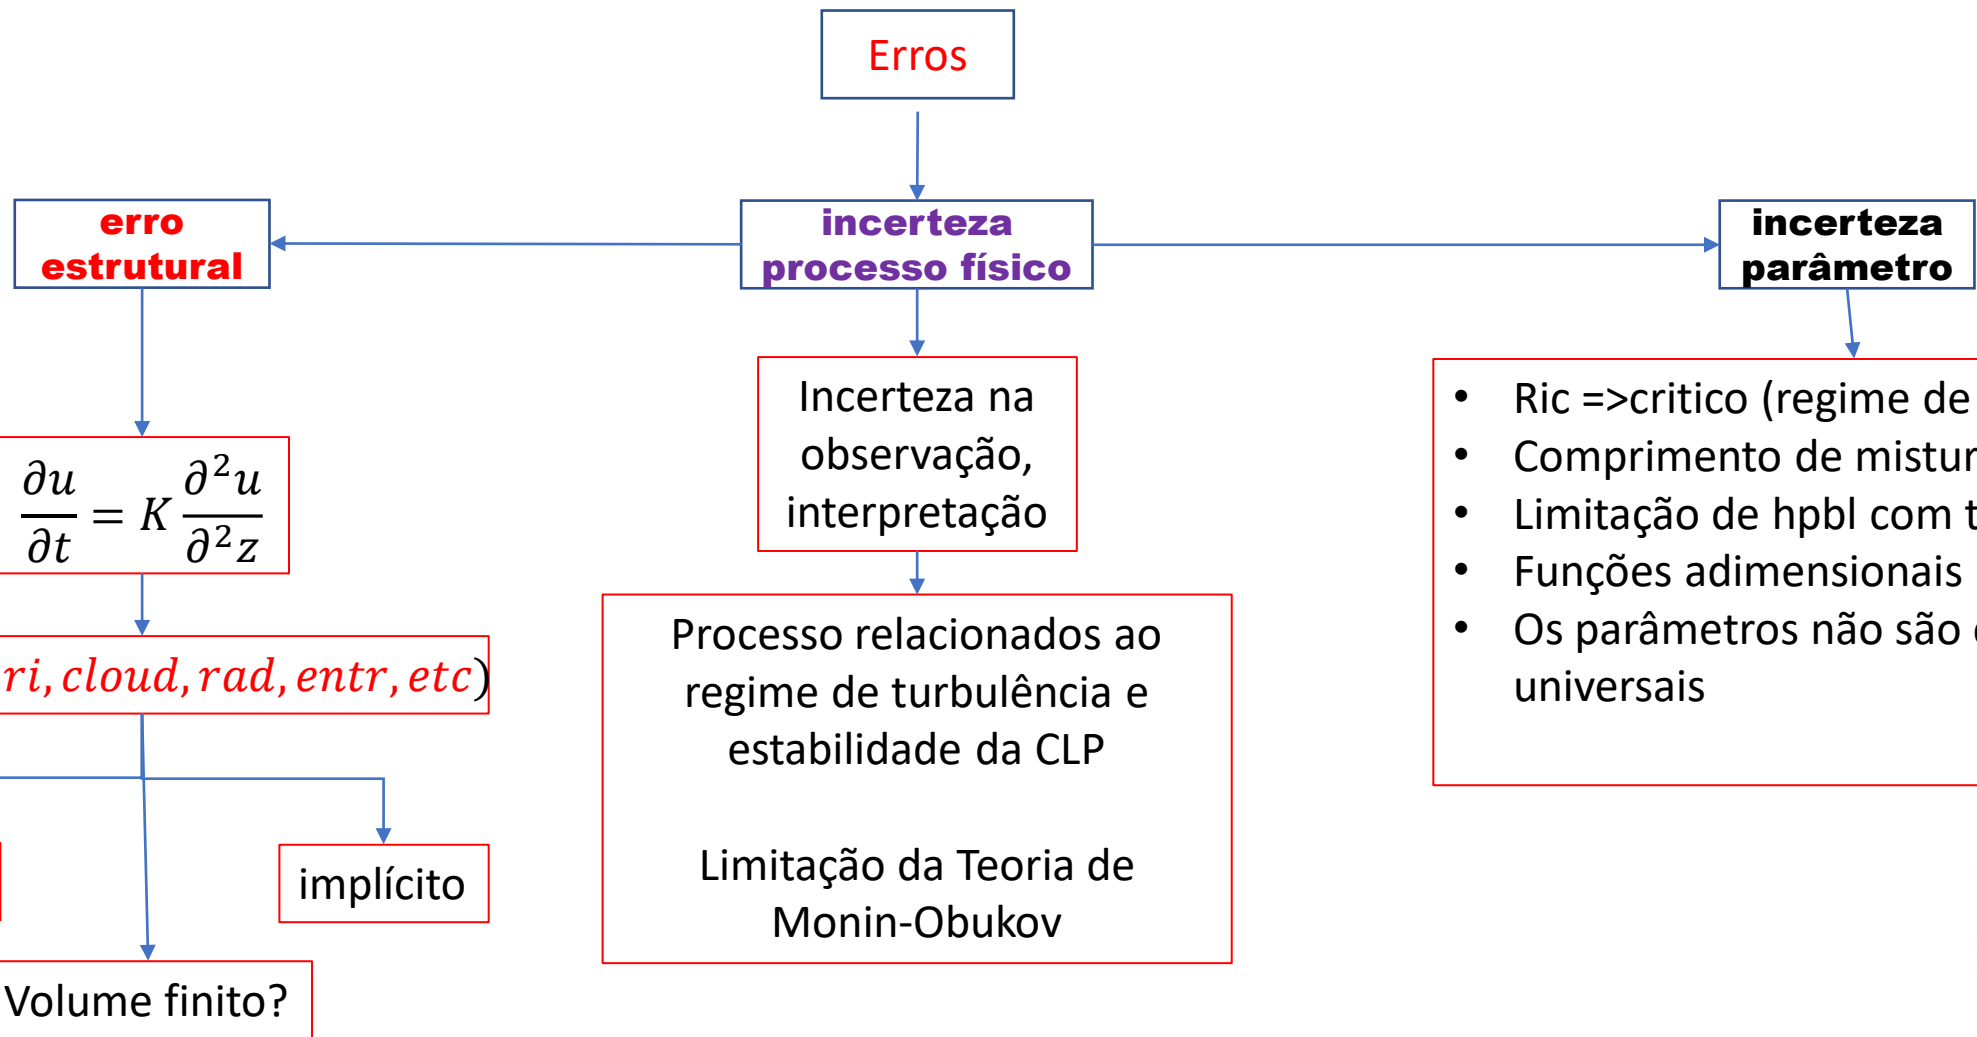 Erros
erro
estrutural
incerteza
processo físico
incerteza
parâmetro
∂u/∂t = K ∂²u/∂²z
ri, cloud, rad, entr, etc)
implícito
Volume finito?
Incerteza na
observação,
interpretação
Processo relacionados ao
regime de turbulência e
estabilidade da CLP
Limitação da Teoria de
Monin-Obukov
• Ric =>critico (regime de
• Comprimento de mistur
• Limitação de hpbl com t
• Funções adimensionais
• Os parâmetros não são
universais